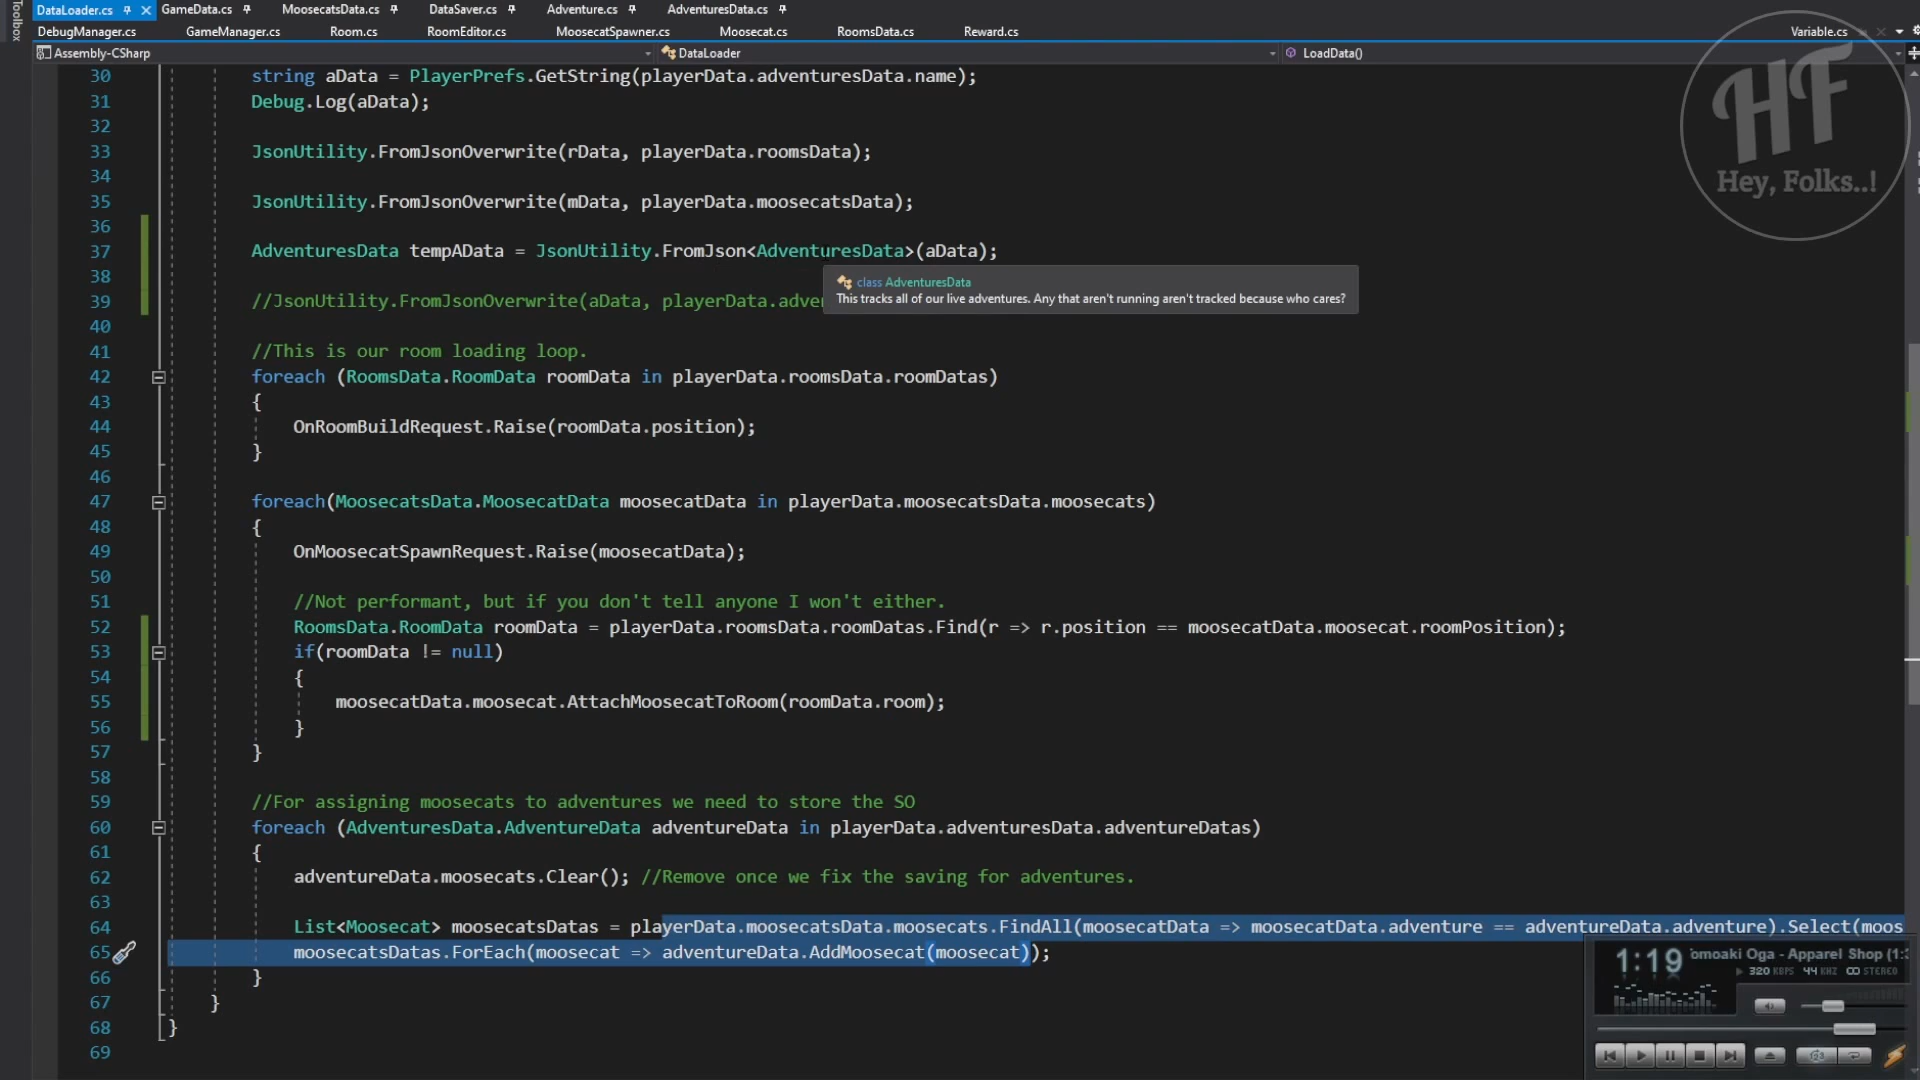 DataLoader.cs GameData.cs MoosecatsData.cs DataSaver.cs Adventure.cs AdventuresData.cs
DebugManager.cs GameManager.cs Room.cs RoomEditor.cs MoosecatSpawner.cs Moosecat.cs RoomsData.cs Reward.cs Variable.cs
Toolbox
Assembly-CSharp DataLoader LoadData()
30 string aData = PlayerPrefs.GetString(playerData.adventuresData.name);
31 Debug.Log(aData);
32
33 JsonUtility.FromJsonOverwrite(rData, playerData.roomsData);
34
35 JsonUtility.FromJsonOverwrite(mData, playerData.moosecatsData);
36
37 AdventuresData tempAData = JsonUtility.FromJson<AdventuresData>(aData);
38
class AdventuresData
This tracks all of our live adventures. Any that aren't running aren't tracked because who cares?
39 //JsonUtility.FromJsonOverwrite(aData, playerData.adve
40
41 //This is our room loading loop.
42 foreach (RoomsData.RoomData roomData in playerData.roomsData.roomDatas)
43 {
44 OnRoomBuildRequest.Raise(roomData.position);
45 }
46
47 foreach(MoosecatsData.MoosecatData moosecatData in playerData.moosecatsData.moosecats)
48 {
49 OnMoosecatSpawnRequest.Raise(moosecatData);
50
51 //Not performant, but if you don't tell anyone I won't either.
52 RoomsData.RoomData roomData = playerData.roomsData.roomDatas.Find(r => r.position == moosecatData.moosecat.roomPosition);
53 if(roomData != null)
54 {
55 moosecatData.moosecat.AttachMoosecatToRoom(roomData.room);
56 }
57 }
58
59 //For assigning moosecats to adventures we need to store the SO
60 foreach (AdventuresData.AdventureData adventureData in playerData.adventuresData.adventureDatas)
61 {
62 adventureData.moosecats.Clear(); //Remove once we fix the saving for adventures.
63
64 List<Moosecat> moosecatsDatas = playerData.moosecatsData.moosecats.FindAll(moosecatData => moosecatData.adventure == adventureData.adventure).Select(moos
65 moosecatsDatas.ForEach(moosecat => adventureData.AddMoosecat(moosecat));
66 }
67 }
68 }
69
HF
Hey, Folks..!
1:19 omoaki Oga - Apparel Shop (1:3
320 KBPS 44 KHZ STEREO